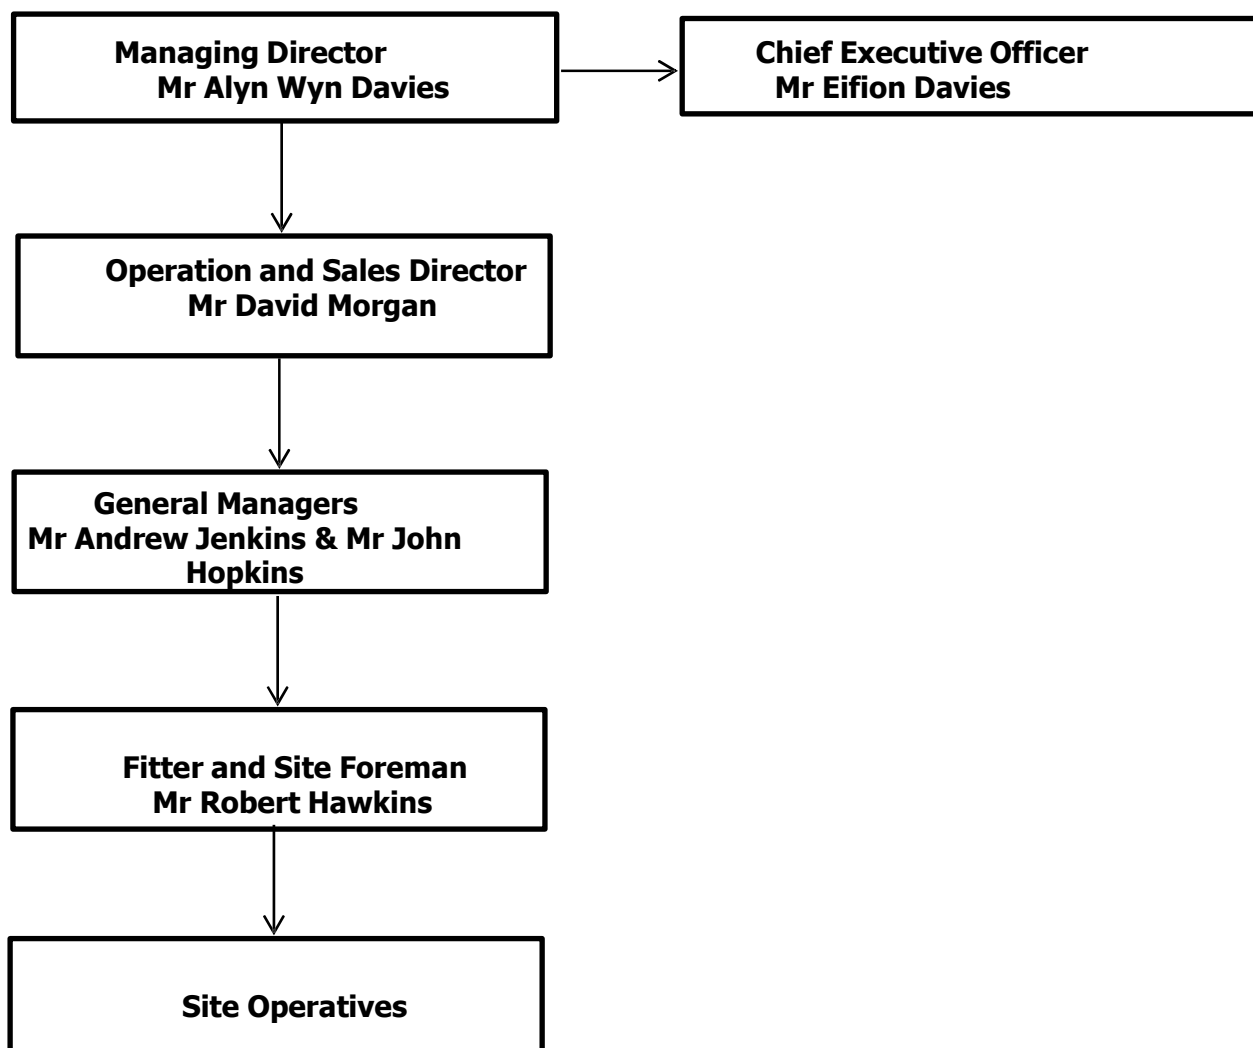 Managing Director
Mr Alyn Wyn Davies
Chief Executive Officer
Mr Eifion Davies
Operation and Sales Director
Mr David Morgan
General Managers
Mr Andrew Jenkins & Mr John
Hopkins
Fitter and Site Foreman
Mr Robert Hawkins
Site Operatives